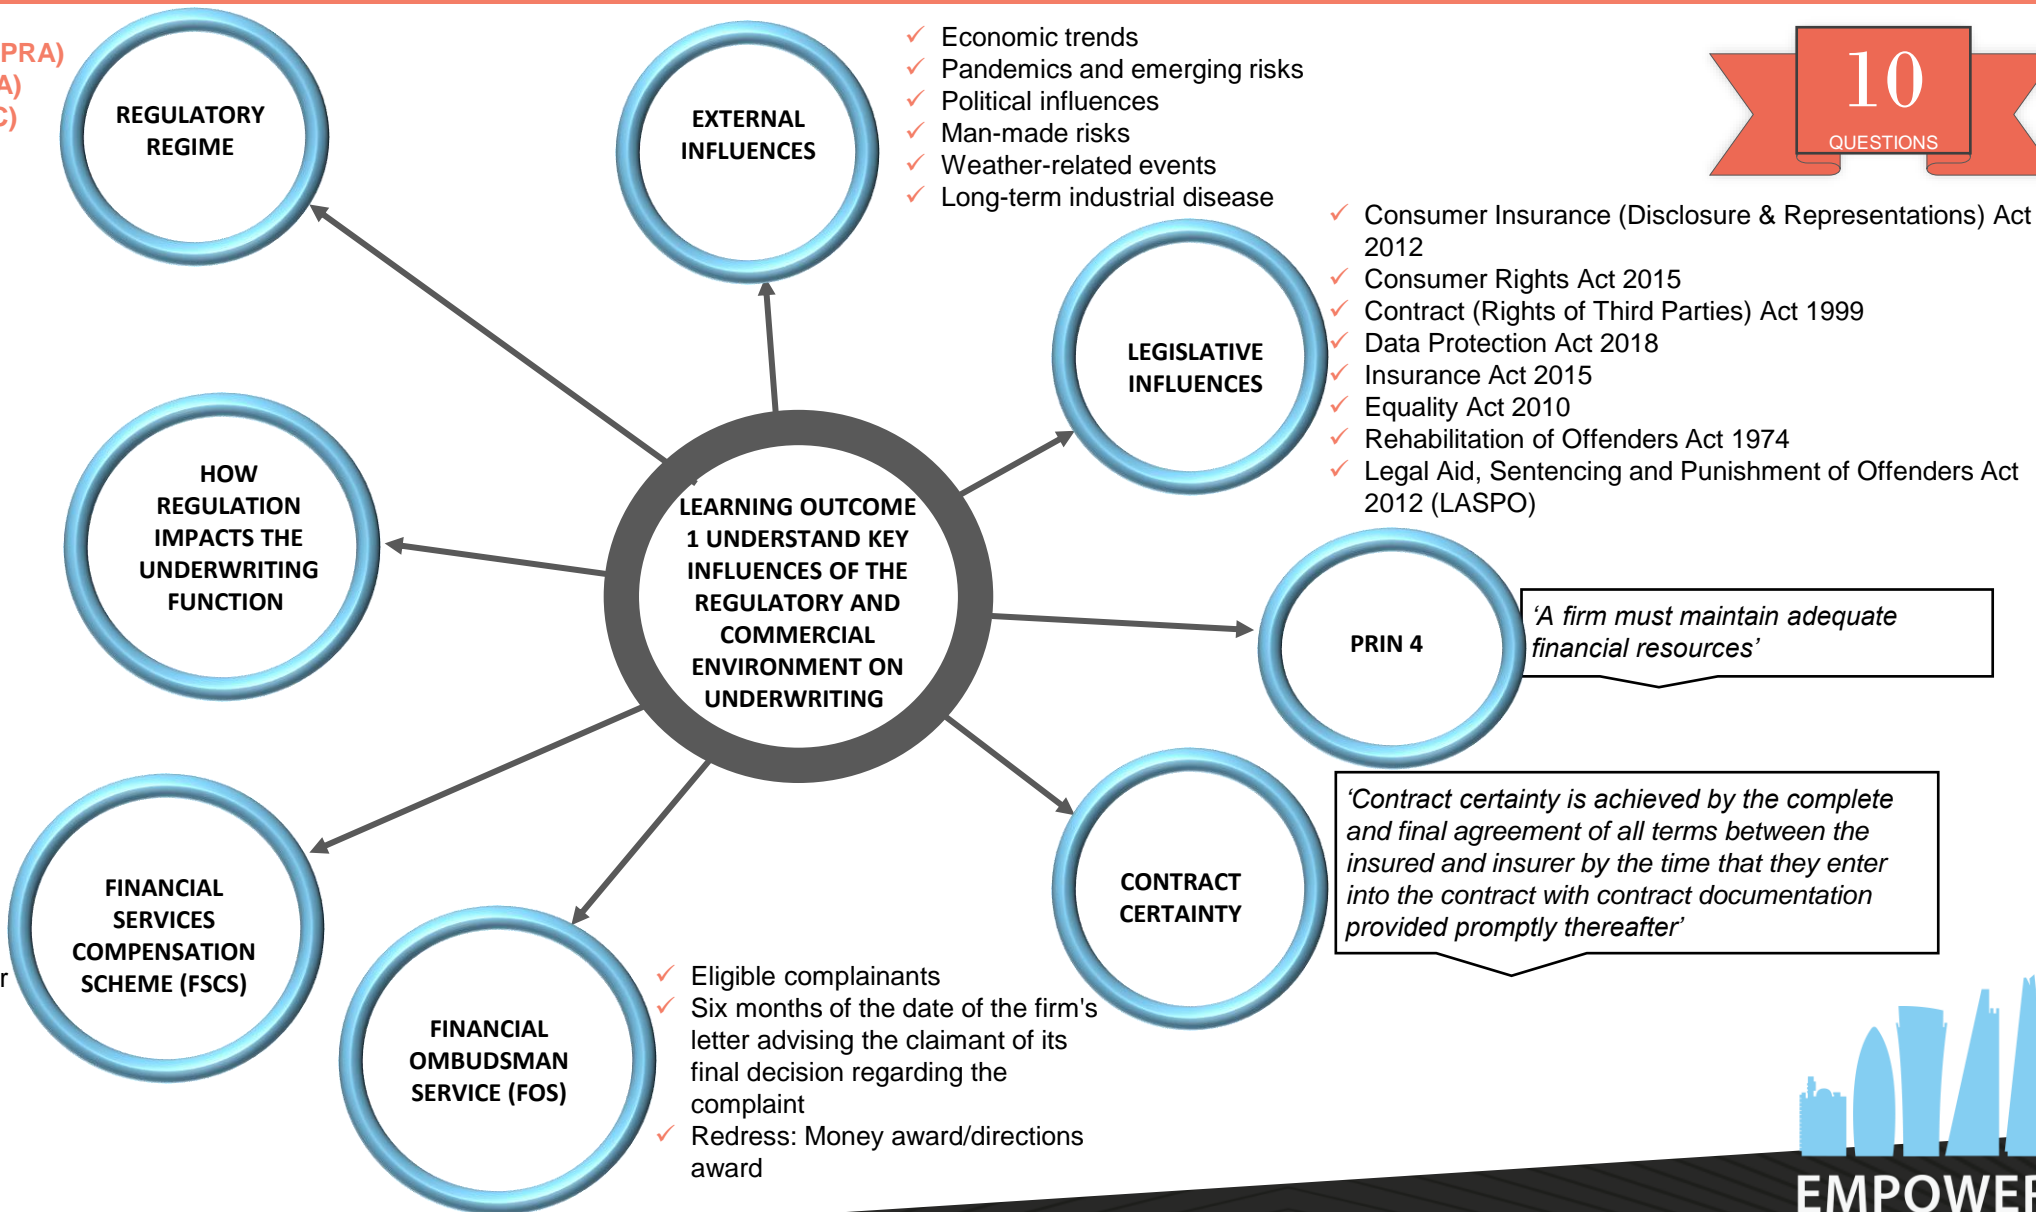 PRA)
A)
C)
REGULATORY
REGIME
EXTERNAL
INFLUENCES
✓ Economic trends
✓ Pandemics and emerging risks
✓ Political influences
✓ Man-made risks
✓ Weather-related events
✓ Long-term industrial disease
10
QUESTIONS
LEGISLATIVE
INFLUENCES
✓ Consumer Insurance (Disclosure & Representations) Act
2012
✓ Consumer Rights Act 2015
✓ Contract (Rights of Third Parties) Act 1999
✓ Data Protection Act 2018
✓ Insurance Act 2015
✓ Equality Act 2010
✓ Rehabilitation of Offenders Act 1974
✓ Legal Aid, Sentencing and Punishment of Offenders Act
2012 (LASPO)
HOW
REGULATION
IMPACTS THE
UNDERWRITING
FUNCTION
LEARNING OUTCOME
1 UNDERSTAND KEY
INFLUENCES OF THE
REGULATORY AND
COMMERCIAL
ENVIRONMENT ON
UNDERWRITING
PRIN 4
‘A firm must maintain adequate
financial resources’
CONTRACT
CERTAINTY
‘Contract certainty is achieved by the complete
and final agreement of all terms between the
insured and insurer by the time that they enter
into the contract with contract documentation
provided promptly thereafter’
FINANCIAL
SERVICES
COMPENSATION
SCHEME (FSCS)
r
FINANCIAL
OMBUDSMAN
SERVICE (FOS)
✓ Eligible complainants
✓ Six months of the date of the firm's
letter advising the claimant of its
final decision regarding the
complaint
✓ Redress: Money award/directions
award
EMPOWER